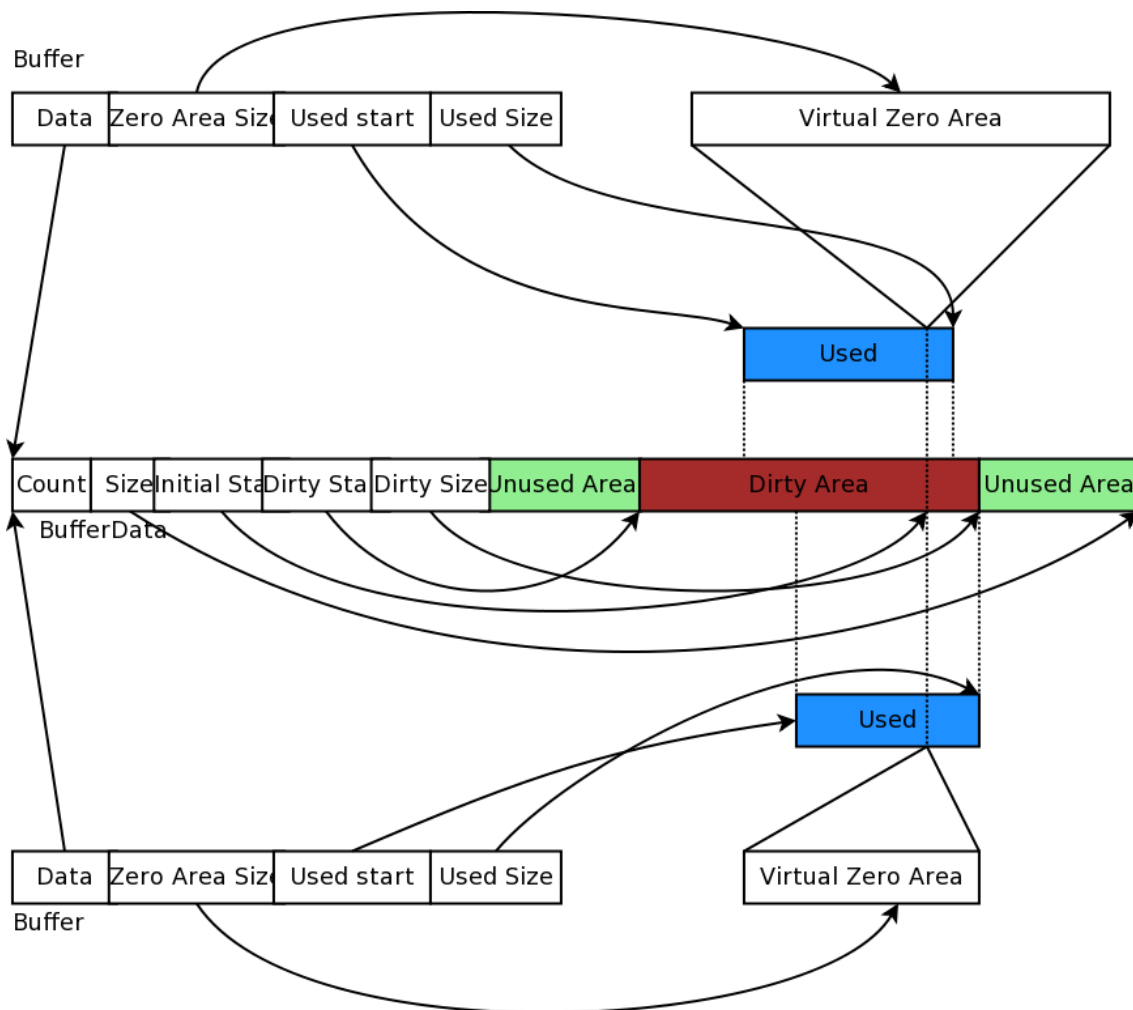 Buffer
Data Zero Area Size Used start Used Size Virtual Zero Area
Used
Count Size Initial Sta Dirty Sta Dirty Size Unused Area Dirty Area Unused Area
BufferData
Used
Data Zero Area Size Used start Used Size Virtual Zero Area
Buffer